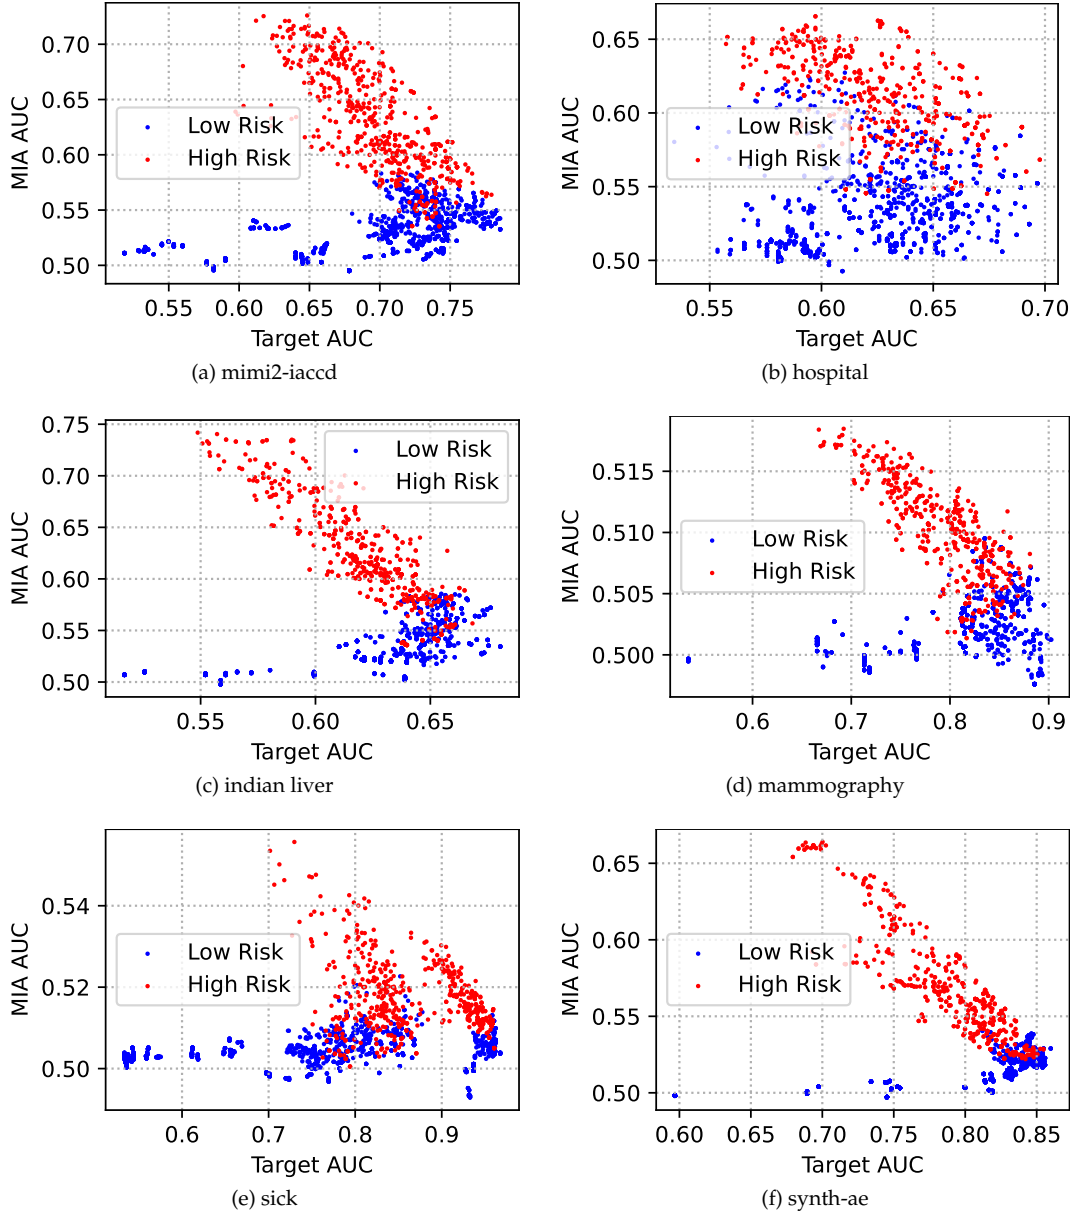 0.70
0.65
0.60
0.55
0.50
MIA AUC
Low Risk
High Risk
0.55 0.60 0.65 0.70 0.75
Target AUC
(a) mimi2-iaccd
0.65
0.60
0.55
0.50
MIA AUC
Low Risk
High Risk
0.55 0.60 0.65 0.70
Target AUC
(b) hospital
0.75
0.70
0.65
0.60
0.55
0.50
MIA AUC
Low Risk
High Risk
0.55 0.60 0.65
Target AUC
(c) indian liver
0.515
0.510
0.505
0.500
MIA AUC
Low Risk
High Risk
0.6 0.7 0.8 0.9
Target AUC
(d) mammography
0.54
0.52
0.50
MIA AUC
Low Risk
High Risk
0.6 0.7 0.8 0.9
Target AUC
(e) sick
0.65
0.60
0.55
0.50
MIA AUC
Low Risk
High Risk
0.60 0.65 0.70 0.75 0.80 0.85
Target AUC
(f) synth-ae